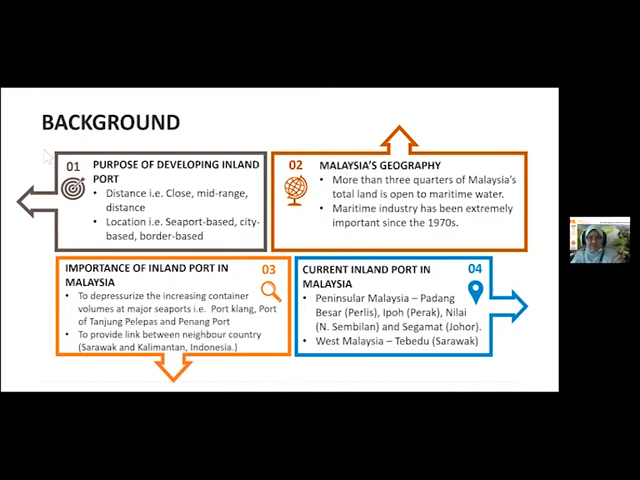 BACKGROUND
01
PURPOSE OF DEVELOPING INLAND
PORT
• Distance i.e. Close, mid-range,
distance
• Location i.e. Seaport-based, city-
based, border-based
02
MALAYSIA'S GEOGRAPHY
• More than three quarters of Malaysia's
total land is open to maritime water.
• Maritime industry has been extremely
important since the 1970s.
IMPORTANCE OF INLAND PORT IN
MALAYSIA
03
• To depressurize the increasing container
volumes at major seaports i.e. Port klang, Port
of Tanjung Pelepas and Penang Port
• To provide link between neighbour country
(Sarawak and Kalimantan, Indonesia.)
CURRENT INLAND PORT IN
MALAYSIA
04
• Peninsular Malaysia – Padang
Besar (Perlis), Ipoh (Perak), Nilai
(N. Sembilan) and Segamat (Johor).
• West Malaysia – Tebedu (Sarawak)